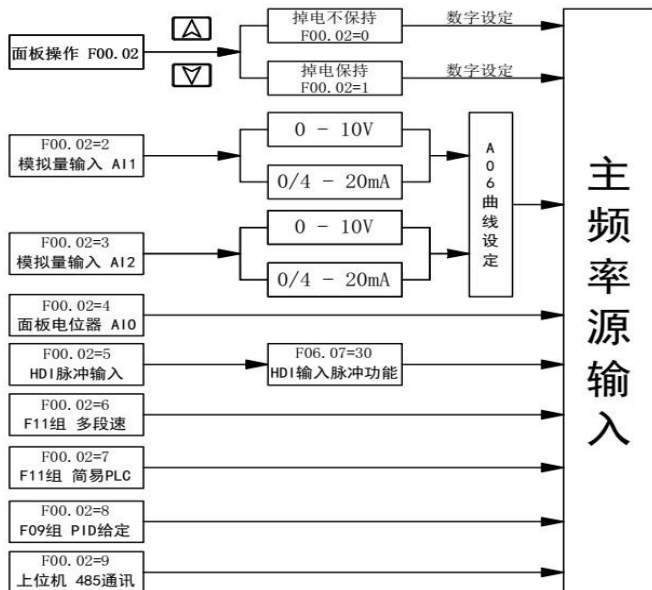 面板操作 F00.02
掉电不保持
F00.02=0
数字设定
掉电保持
F00.02=1
数字设定
F00.02=2
模拟量输入 AI1
0 - 10V
0/4 - 20mA
F00.02=3
模拟量输入 AI2
0 - 10V
0/4 - 20mA
A06曲线设定
F00.02=4
面板电位器 AI0
F00.02=5
HDI脉冲输入
F06.07=30
HDI输入脉冲功能
F00.02=6
F11组 多段速
F00.02=7
F11组 简易PLC
F00.02=8
F09组 PID给定
F00.02=9
上位机 485通讯
主频率源输入